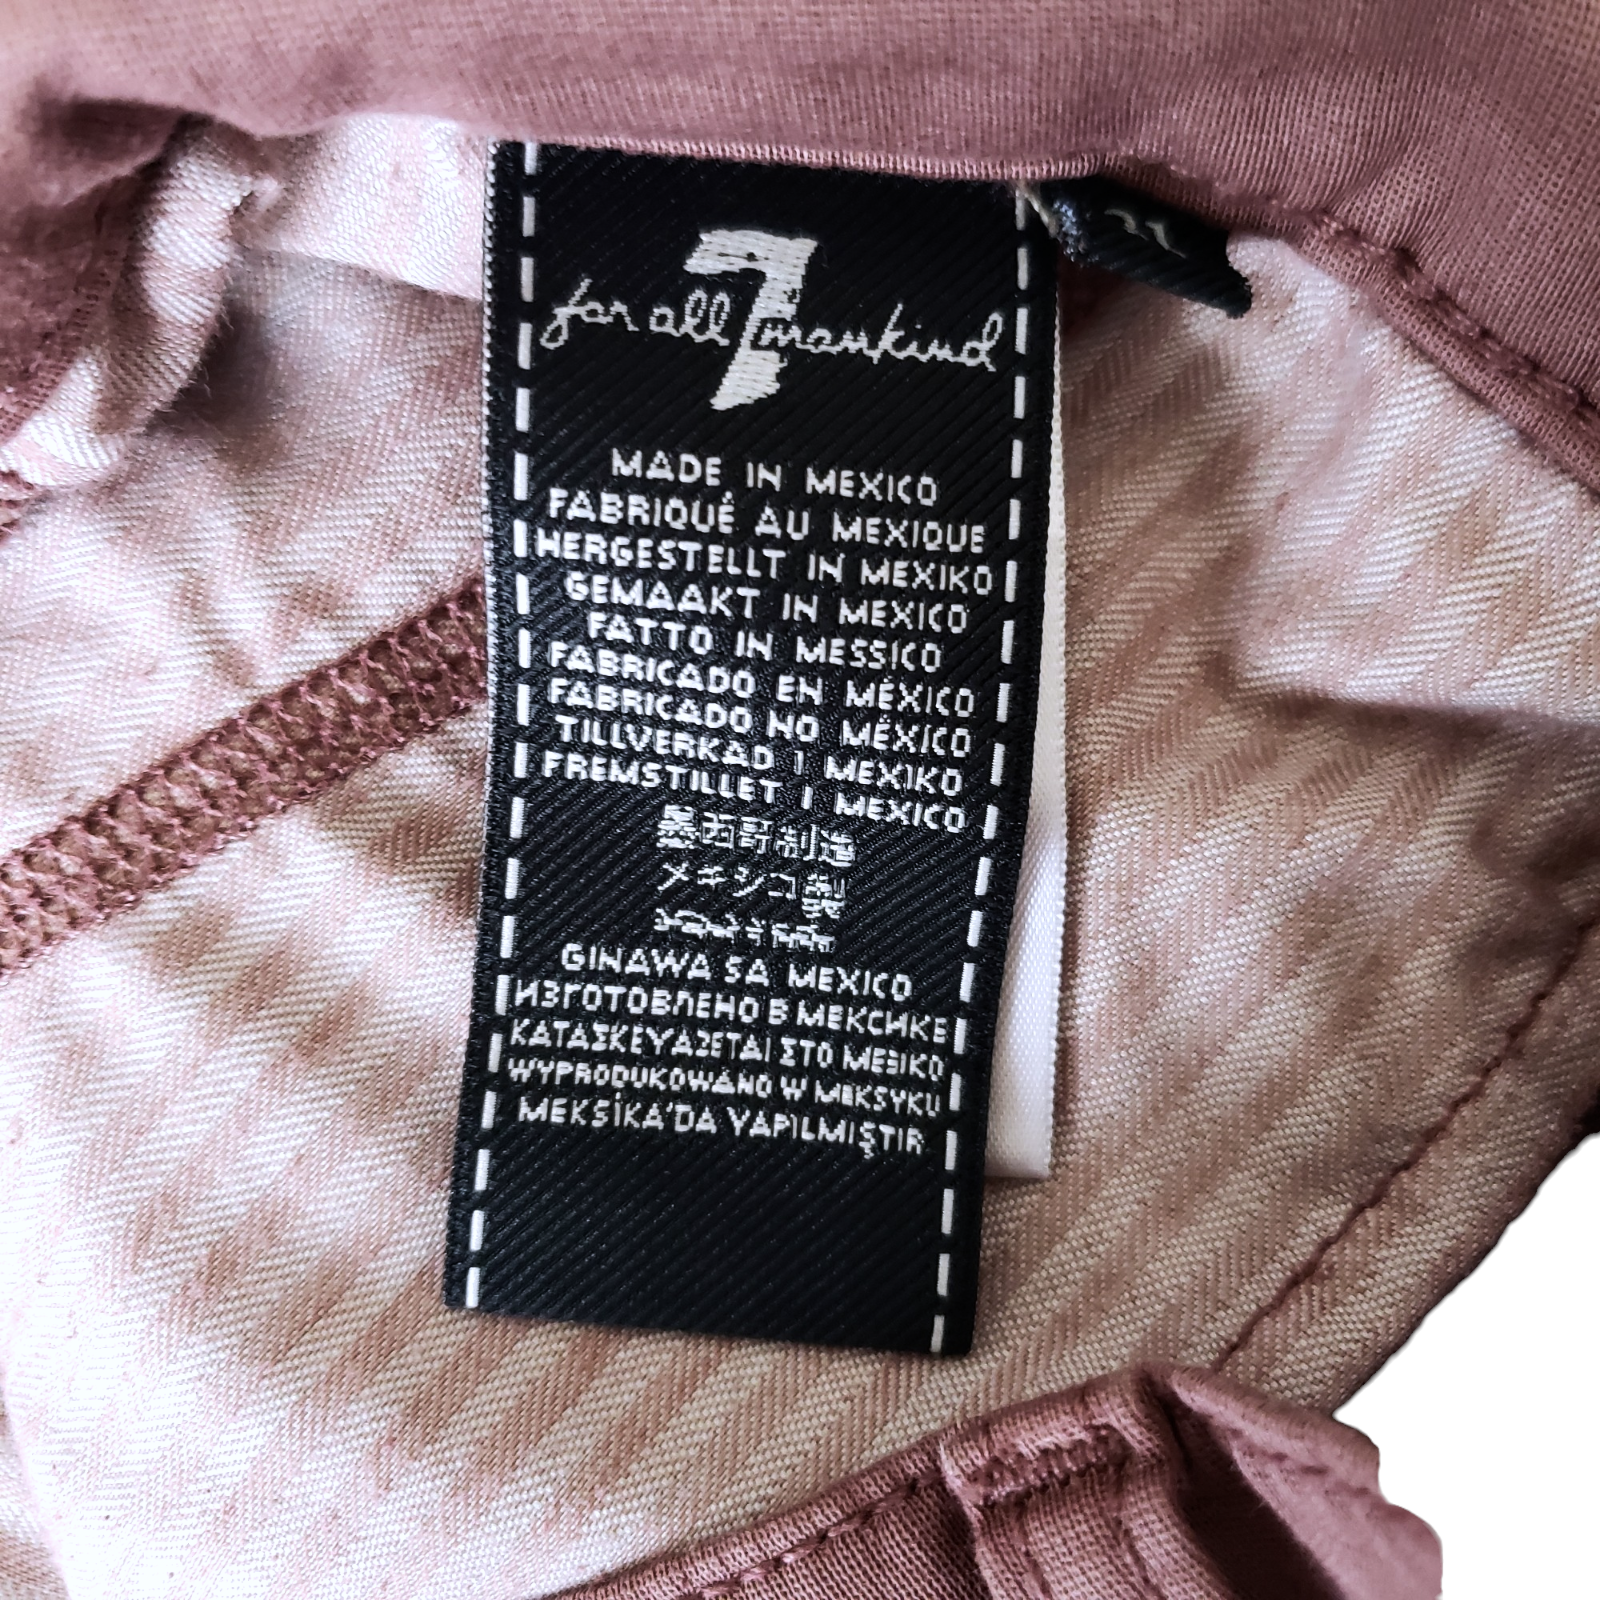 7
for all mankind
MADE IN MEXICO
FABRIQUÉ AU MEXIQUE
HERGESTELLT IN MEXIKO
GEMAAKT IN MEXICO
FATTO IN MESSICO
FABRICADO EN MÉXICO
FABRICADO NO MÉXICO
TILLVERKAD I MEXIKO
FREMSTILLET I MEXICO
墨西哥制造
メキシコ製
GINAWA SA MEXICO
ИЗГОТОВЛЕНО В МЕКСИКЕ
ΚΑΤΑΣΚΕΥΑΖΕΤΑΙ ΣΤΟ ΜΕΞΙΚΟ
WYPRODUKOWANO W MEKSYKU
MEKSİKA'DA YAPILMIŞTIR